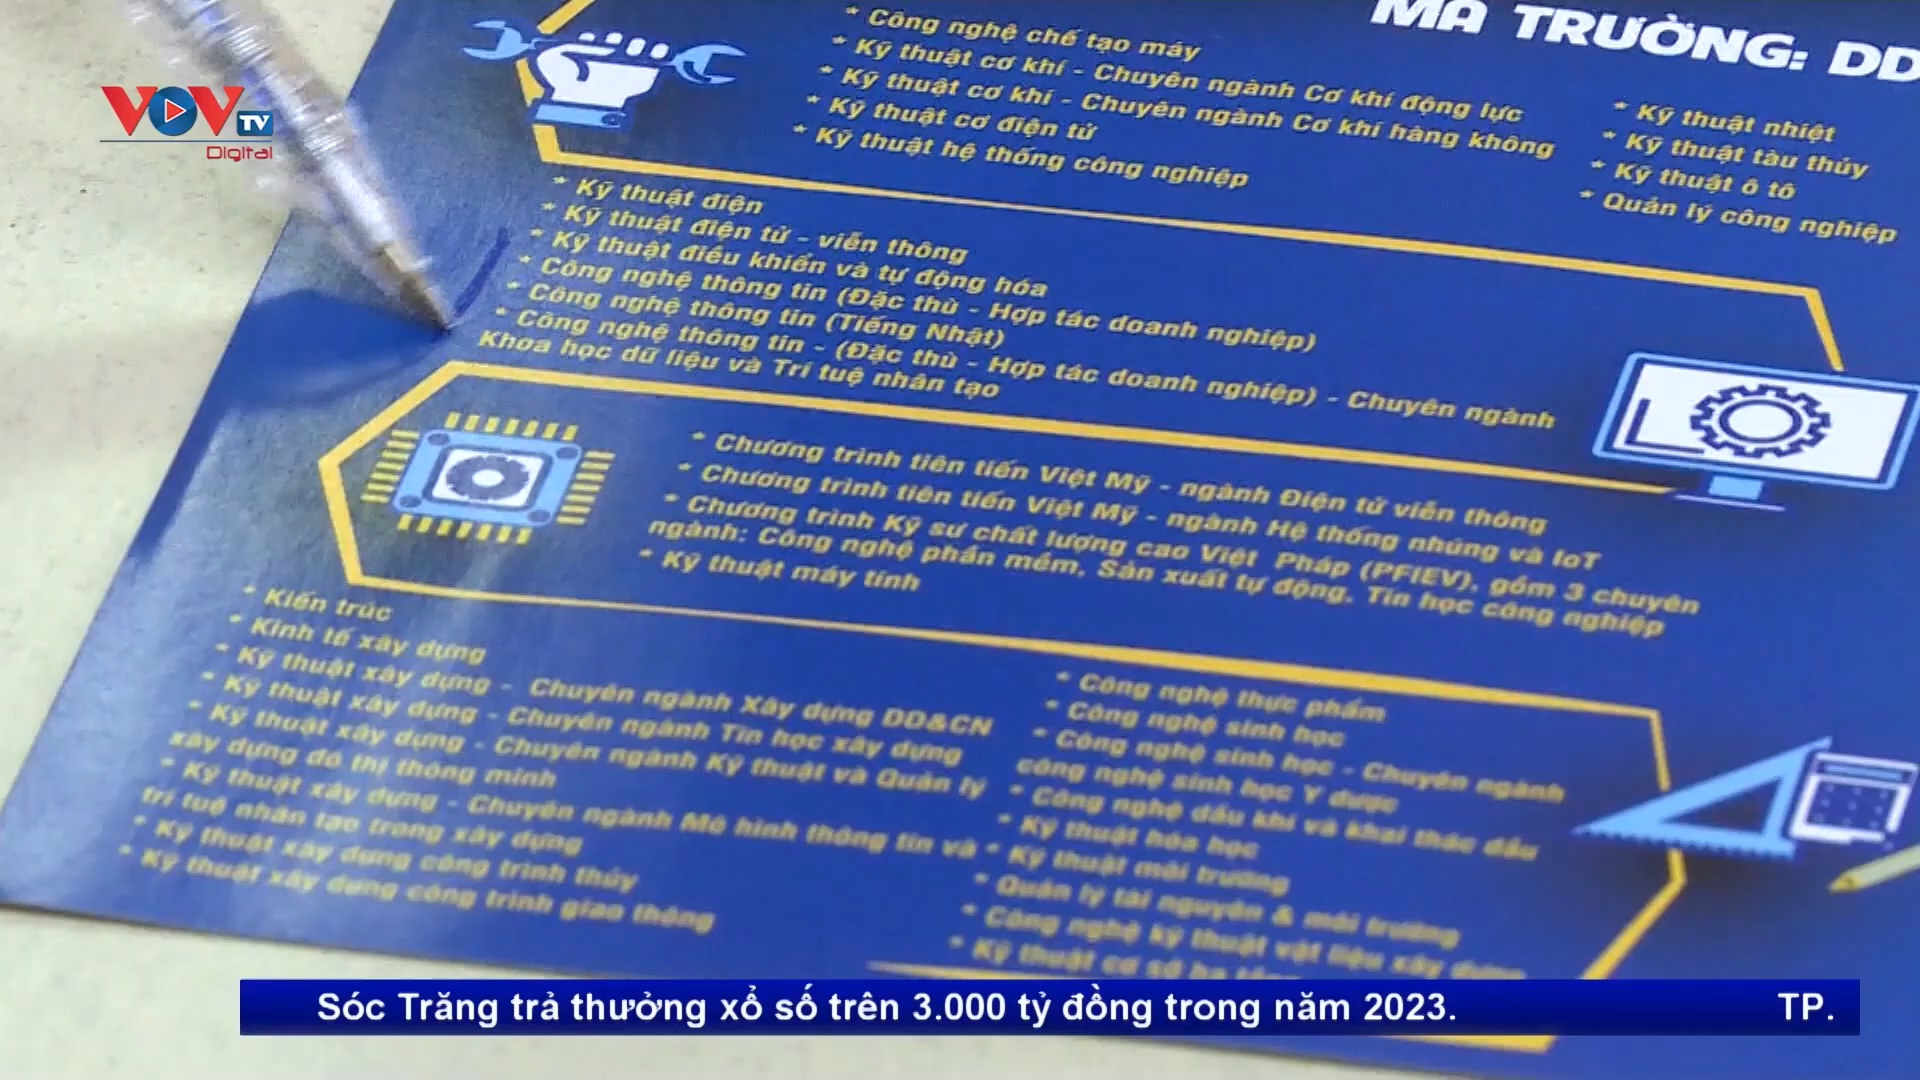 VOV TV
Digital
MÃ TRƯỜNG: DD
* Công nghệ chế tạo máy
* Kỹ thuật cơ khí - Chuyên ngành Cơ khí động lực
* Kỹ thuật cơ khí - Chuyên ngành Cơ khí hàng không
* Kỹ thuật cơ điện tử
* Kỹ thuật hệ thống công nghiệp
* Kỹ thuật nhiệt
* Kỹ thuật tàu thủy
* Kỹ thuật ô tô
* Quản lý công nghiệp
* Kỹ thuật điện
* Kỹ thuật điện tử - viễn thông
* Kỹ thuật điều khiển và tự động hóa
* Công nghệ thông tin (Đặc thù - Hợp tác doanh nghiệp)
* Công nghệ thông tin (Tiếng Nhật)
* Công nghệ thông tin - (Đặc thù - Hợp tác doanh nghiệp) - Chuyên ngành
Khoa học dữ liệu và Trí tuệ nhân tạo
* Chương trình tiên tiến Việt Mỹ - ngành Điện tử viễn thông
* Chương trình tiên tiến Việt Mỹ - ngành Hệ thống nhúng và IoT
* Chương trình Kỹ sư chất lượng cao Việt Pháp (PFIEV), gồm 3 chuyên
ngành: Công nghệ phần mềm, Sản xuất tự động, Tin học công nghiệp
* Kỹ thuật máy tính
* Kiến trúc
* Kinh tế xây dựng
* Kỹ thuật xây dựng - Chuyên ngành Xây dựng DD&CN
* Kỹ thuật xây dựng - Chuyên ngành Tin học xây dựng
* Kỹ thuật xây dựng - Chuyên ngành Kỹ thuật và Quản lý
xây dựng đô thị thông minh
* Kỹ thuật xây dựng - Chuyên ngành Mô hình thông tin và
trí tuệ nhân tạo trong xây dựng
* Kỹ thuật xây dựng công trình thủy
* Kỹ thuật xây dựng công trình giao thông
* Công nghệ thực phẩm
* Công nghệ sinh học
* Công nghệ sinh học - Chuyên ngành
công nghệ sinh học Y dược
* Công nghệ dầu khí và khai thác dầu
* Kỹ thuật hóa học
* Kỹ thuật môi trường
* Quản lý tài nguyên & môi trường
* Công nghệ kỹ thuật vật liệu xây dựng
* Kỹ thuật cơ sở hạ
Sóc Trăng trả thưởng xổ số trên 3.000 tỷ đồng trong năm 2023. TP.